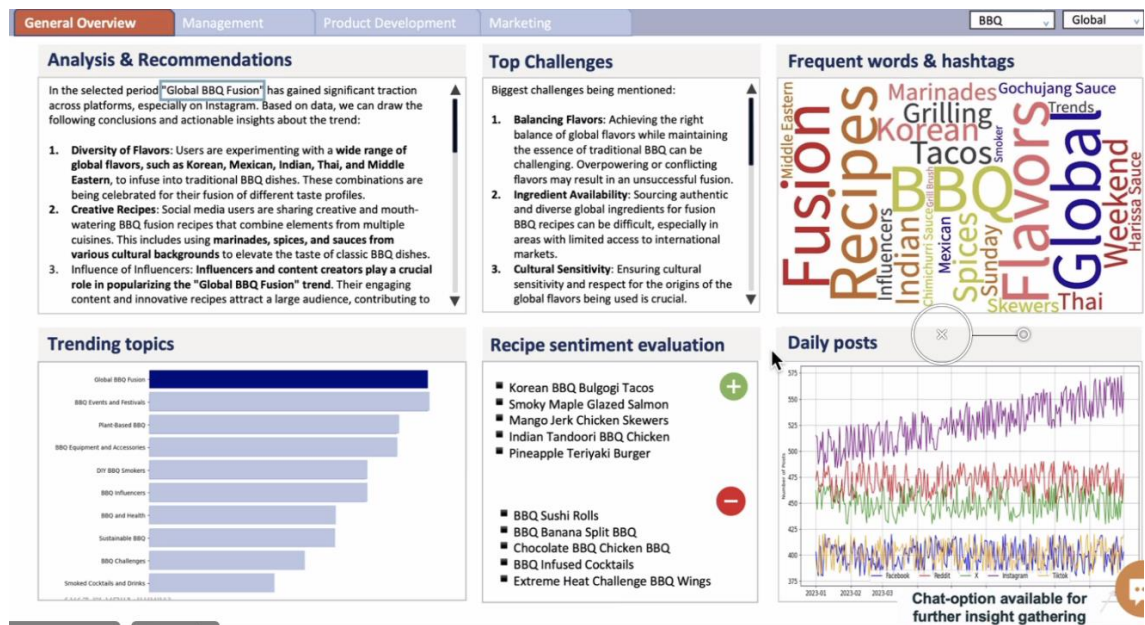 General Overview
Management
Product Development
Marketing
BBQ
Global
Analysis & Recommendations
In the selected period "Global BBQ Fusion" has gained significant traction
across platforms, especially on Instagram. Based on data, we can draw the
following conclusions and actionable insights about the trend:
1. Diversity of Flavors: Users are experimenting with a wide range of
global flavors, such as Korean, Mexican, Indian, Thai, and Middle
Eastern, to infuse into traditional BBQ dishes. These combinations are
being celebrated for their fusion of different taste profiles.
2. Creative Recipes: Social media users are sharing creative and mouth-
watering BBQ fusion recipes that combine elements from multiple
cuisines. This includes using marinades, spices, and sauces from
various cultural backgrounds to elevate the taste of classic BBQ dishes.
3. Influence of Influencers: Influencers and content creators play a crucial
role in popularizing the "Global BBQ Fusion" trend. Their engaging
content and innovative recipes attract a large audience, contributing to
Top Challenges
Biggest challenges being mentioned:
1. Balancing Flavors: Achieving the right
balance of global flavors while maintaining
the essence of traditional BBQ can be
challenging. Overpowering or conflicting
flavors may result in an unsuccessful fusion.
2. Ingredient Availability: Sourcing authentic
and diverse global ingredients for fusion
BBQ recipes can be difficult, especially in
areas with limited access to international
markets.
3. Cultural Sensitivity: Ensuring cultural
sensitivity and respect for the origins of the
global flavors being used is crucial.
Frequent words & hashtags
Middle Eastern
Fusion
Recipes
Marinades
Gochujang Sauce
Grilling
Trends
Korean
Tacos
Smoker
BBQ
Grill Brush
Influencers
Indian
Chimichurri Sauce
Mexican
Spices
Sunday
Flavors
Global
Weekend
Harissa Sauce
Skewers
Thai
Trending topics
Global BBQ Fusion
BBQ Events and Festivals
Plant-Based BBQ
BBQ Equipment and Accessories
DIY BBQ Smokers
BBQ Influencers
BBQ and Health
Sustainable BBQ
BBQ Challenges
Smoked Cocktails and Drinks
Recipe sentiment evaluation
Korean BBQ Bulgogi Tacos
Smoky Maple Glazed Salmon
Mango Jerk Chicken Skewers
Indian Tandoori BBQ Chicken
Pineapple Teriyaki Burger
BBQ Sushi Rolls
BBQ Banana Split BBQ
Chocolate BBQ Chicken BBQ
BBQ Infused Cocktails
Extreme Heat Challenge BBQ Wings
Daily posts
Number of Posts
575
550
525
500
475
450
425
400
375
Facebook Reddit X Instagram Tiktok
2023-01 2023-02 2023-03
Chat-option available for
further insight gathering